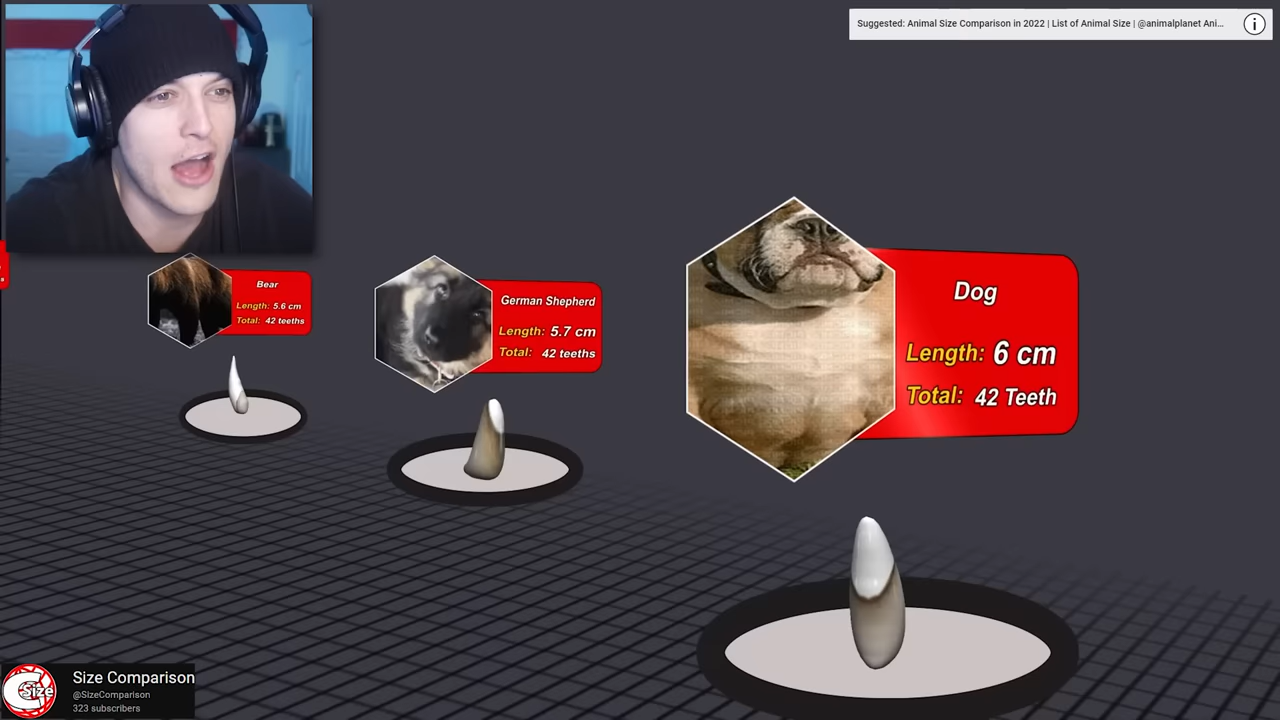 Suggested: Animal Size Comparison in 2022 | List of Animal Size | @animalplanet Ani...
Bear
Length: 5.6 cm
Total: 42 teeths
German Shepherd
Length: 5.7 cm
Total: 42 teeths
Dog
Length: 6 cm
Total: 42 Teeth
Size
Size Comparison
@SizeComparison
323 subscribers